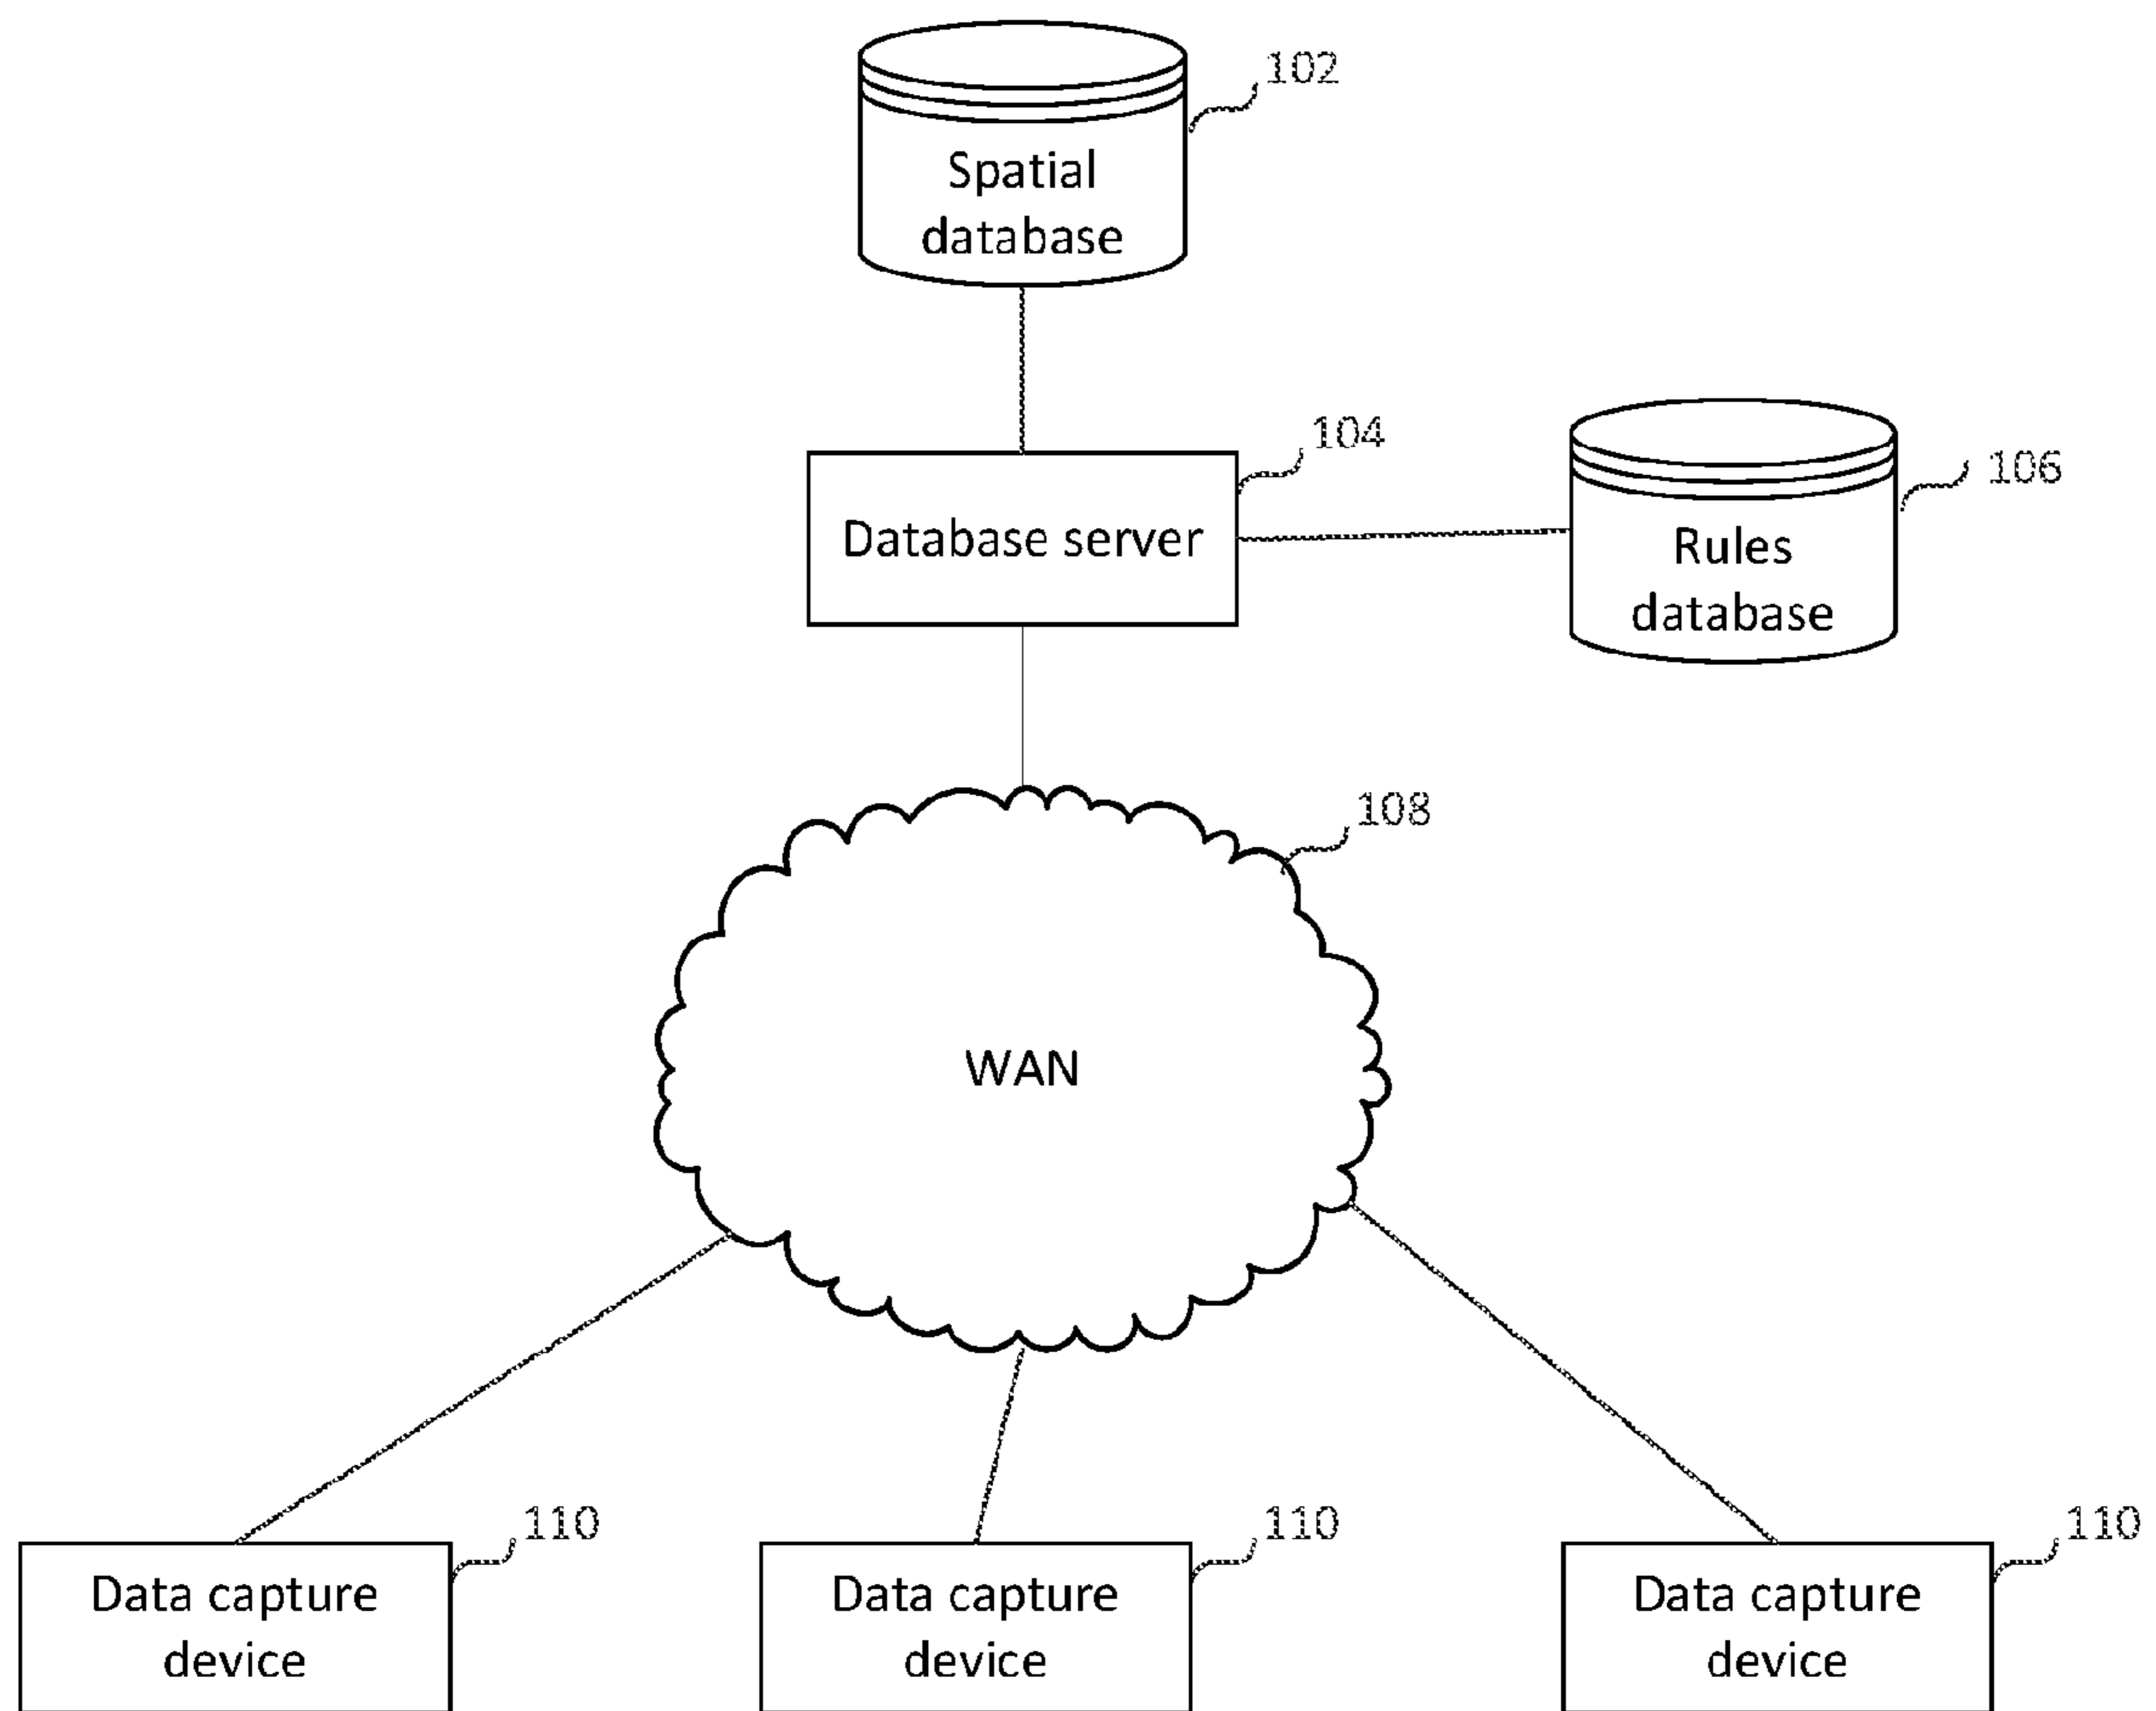 102
Spatial
database
104
Database server
106
Rules
database
108
WAN
110
Data capture
device
110
Data capture
device
110
Data capture
device